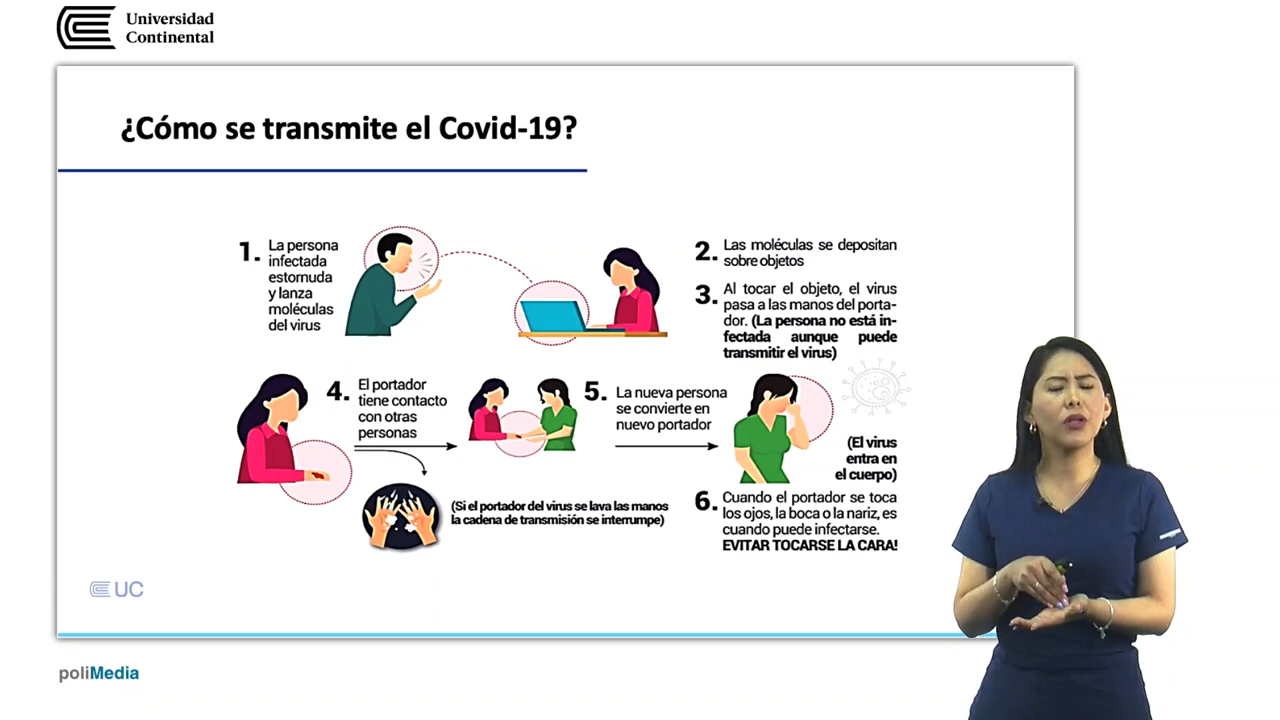 Universidad
Continental
¿Cómo se transmite el Covid-19?
1. La persona
infectada
estornuda
y lanza
moléculas
del virus
2. Las moléculas se depositan
sobre objetos
3. Al tocar el objeto, el virus
pasa a las manos del porta-
dor. (La persona no está in-
fectada aunque puede
transmitir el virus)
4. El portador
tiene contacto
con otras
personas
5. La nueva persona
se convierte en
nuevo portador
(El virus
entra en
el cuerpo)
(Si el portador del virus se lava las manos
la cadena de transmisión se interrumpe)
6. Cuando el portador se toca
los ojos, la boca o la nariz, es
cuando puede infectarse.
EVITAR TOCARSE LA CARA!
UC
poliMedia